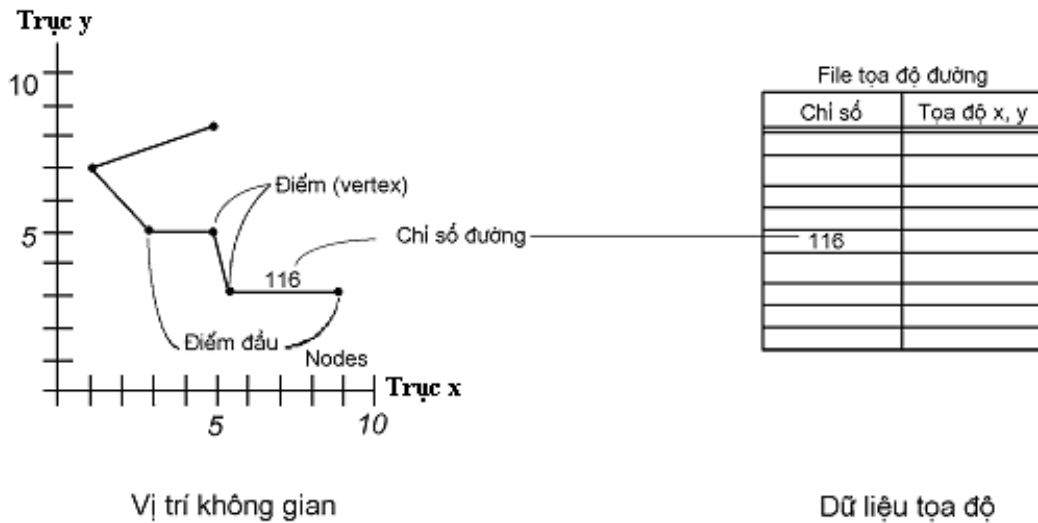 Trục y
10
5
Điểm (vertex)
Chỉ số đường
116
Điểm đầu
Nodes
Trục x
5
10
Vị trí không gian
File tọa độ đường
Chỉ số
Tọa độ x, y
116
Dữ liệu tọa độ